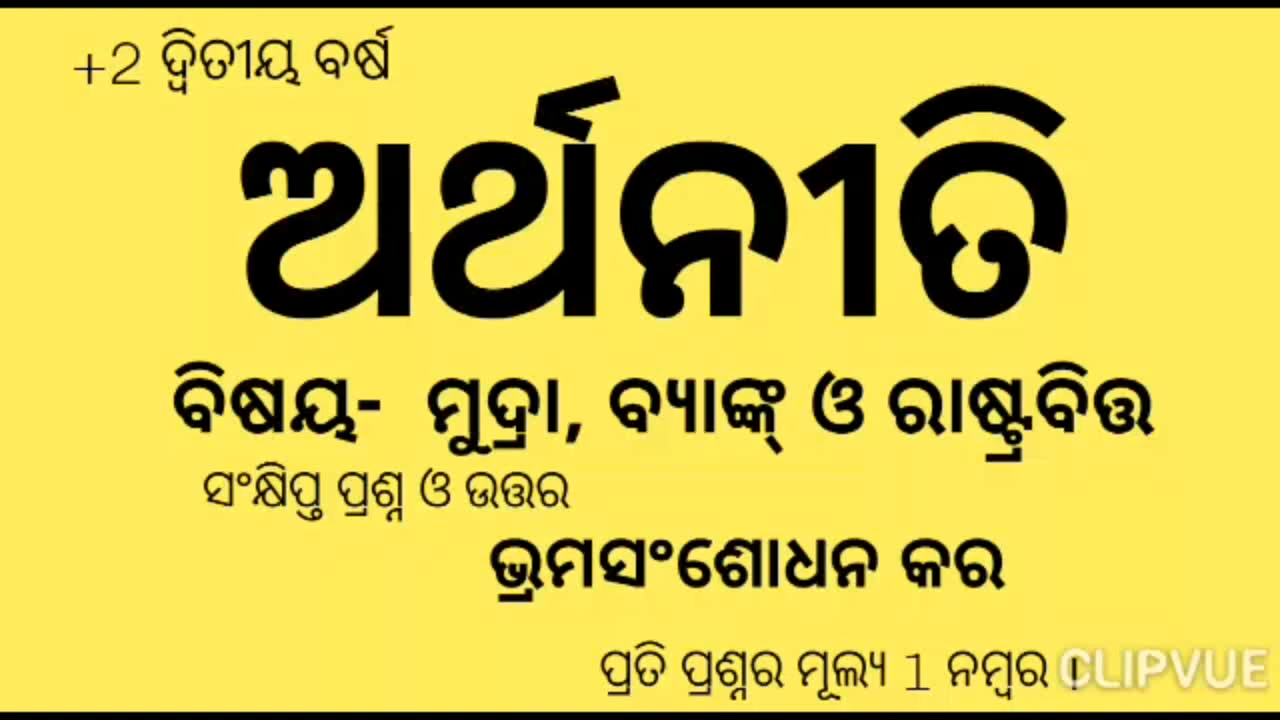 +2 ଦ୍ୱିତୀୟ ବର୍ଷ
ଅର୍ଥନୀତି
ବିଷୟ- ମୁଦ୍ରା, ବ୍ୟାଙ୍କ୍ ଓ ରାଷ୍ଟ୍ରବିତ୍ତ
ସଂକ୍ଷିପ୍ତ ପ୍ରଶ୍ନ ଓ ଉତ୍ତର
ଭ୍ରମସଂଶୋଧନ କର
ପ୍ରତି ପ୍ରଶ୍ନର ମୂଲ୍ୟ 1 ନମ୍ବର ।
CLIPVUE